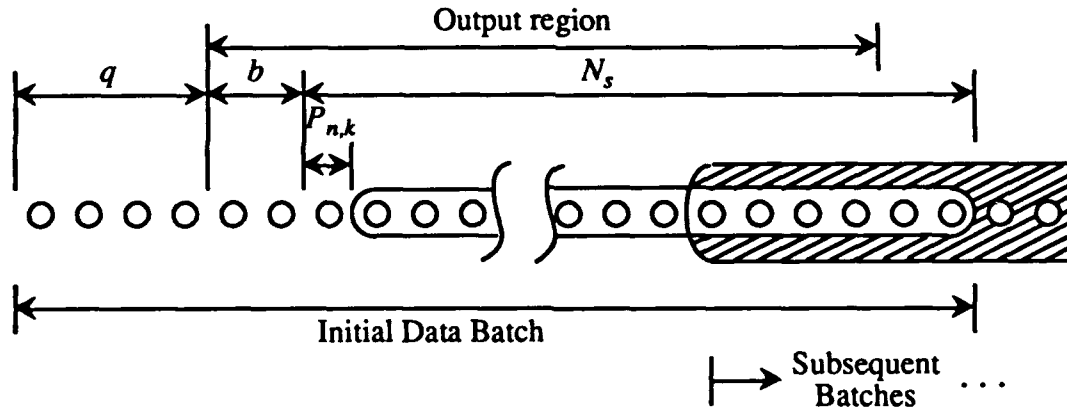 Output region
q
b
N_s
P_{n,k}
Initial Data Batch
Subsequent
Batches . . .